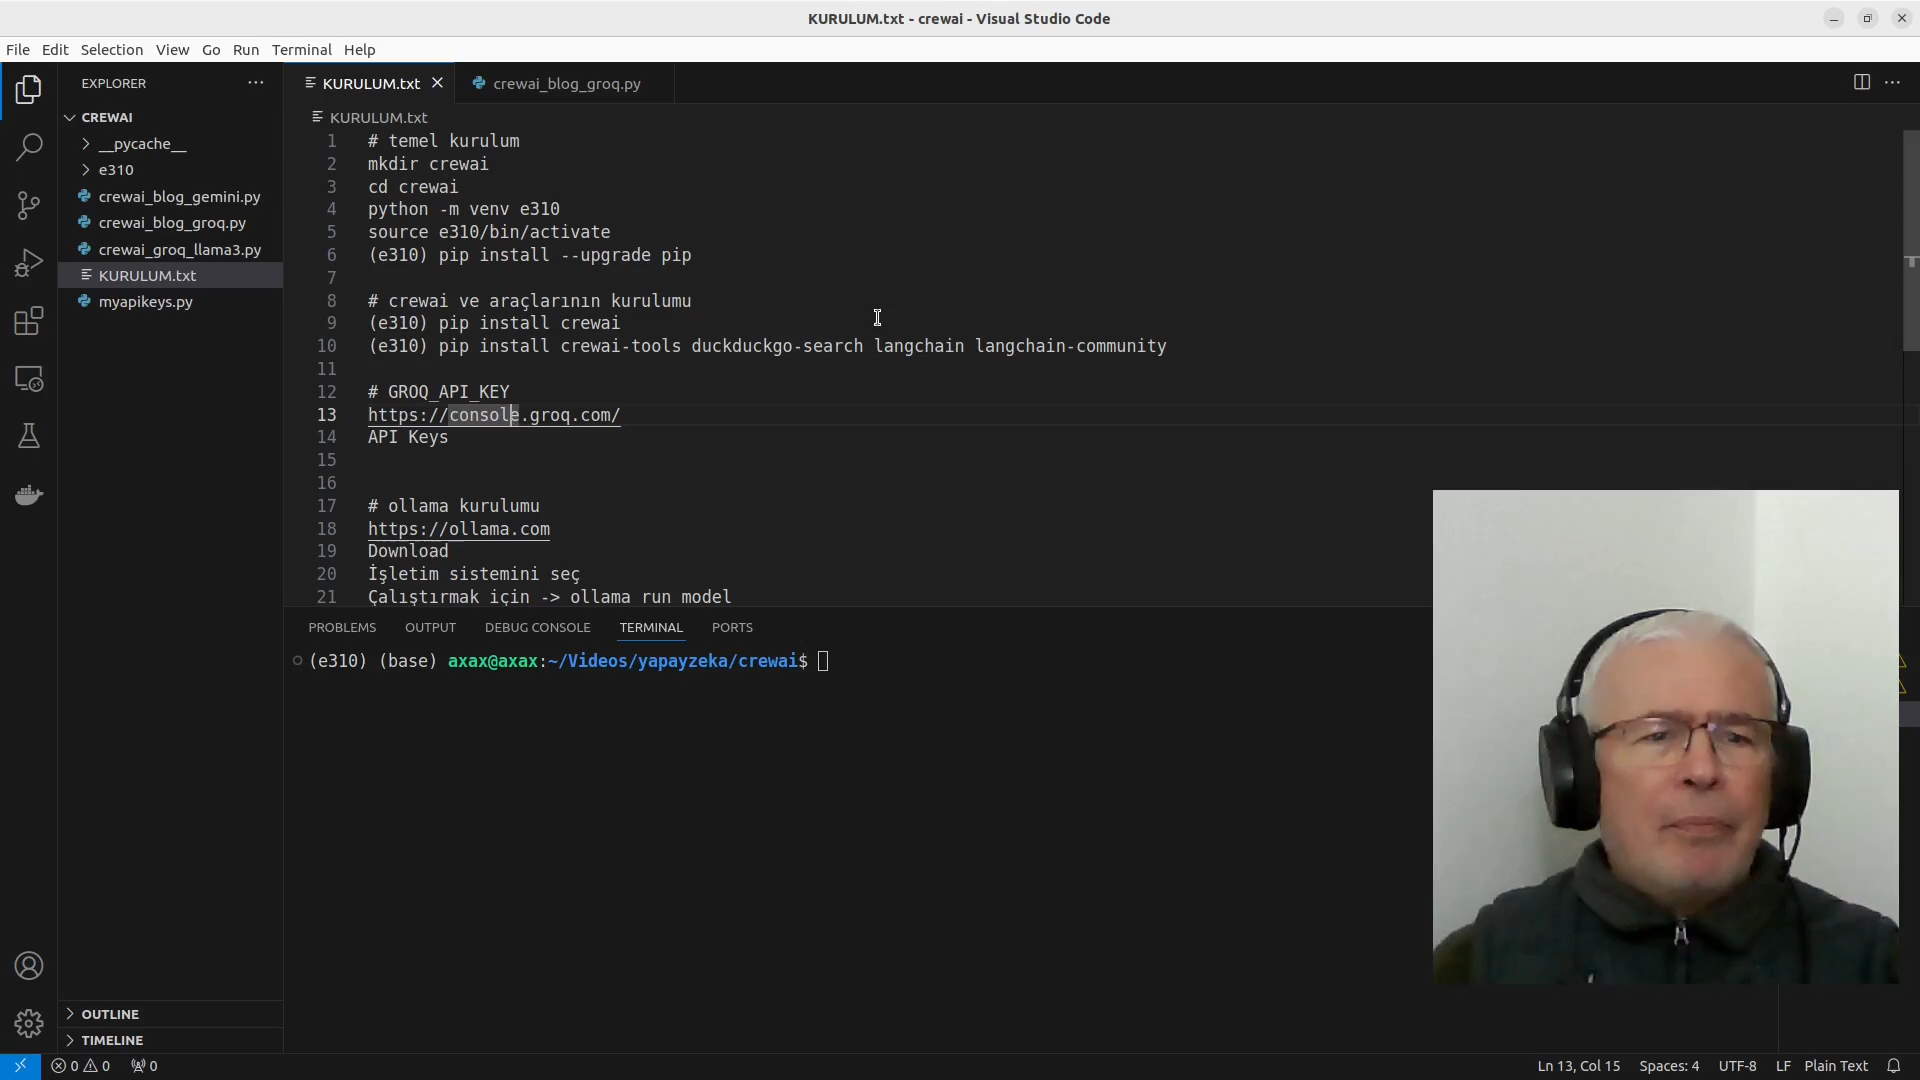 KURULUM.txt - crewai - Visual Studio Code
File Edit Selection View Go Run Terminal Help
EXPLORER
CREWAI
__pycache__
e310
crewai_blog_gemini.py
crewai_blog_groq.py
crewai_groq_llama3.py
KURULUM.txt
myapikeys.py
OUTLINE
TIMELINE
KURULUM.txt
crewai_blog_groq.py
KURULUM.txt
1 # temel kurulum
2 mkdir crewai
3 cd crewai
4 python -m venv e310
5 source e310/bin/activate
6 (e310) pip install --upgrade pip
7
8 # crewai ve araçlarının kurulumu
9 (e310) pip install crewai
10 (e310) pip install crewai-tools duckduckgo-search langchain langchain-community
11
12 # GROQ_API_KEY
13 https://console.groq.com/
14 API Keys
15
16
17 # ollama kurulumu
18 https://ollama.com
19 Download
20 İşletim sistemini seç
21 Çalıştırmak için -> ollama run model
PROBLEMS OUTPUT DEBUG CONSOLE TERMINAL PORTS
(e310) (base) axax@axax:~/Videos/yapayzeka/crewai$
0 0 0
Ln 13, Col 15 Spaces: 4 UTF-8 LF Plain Text